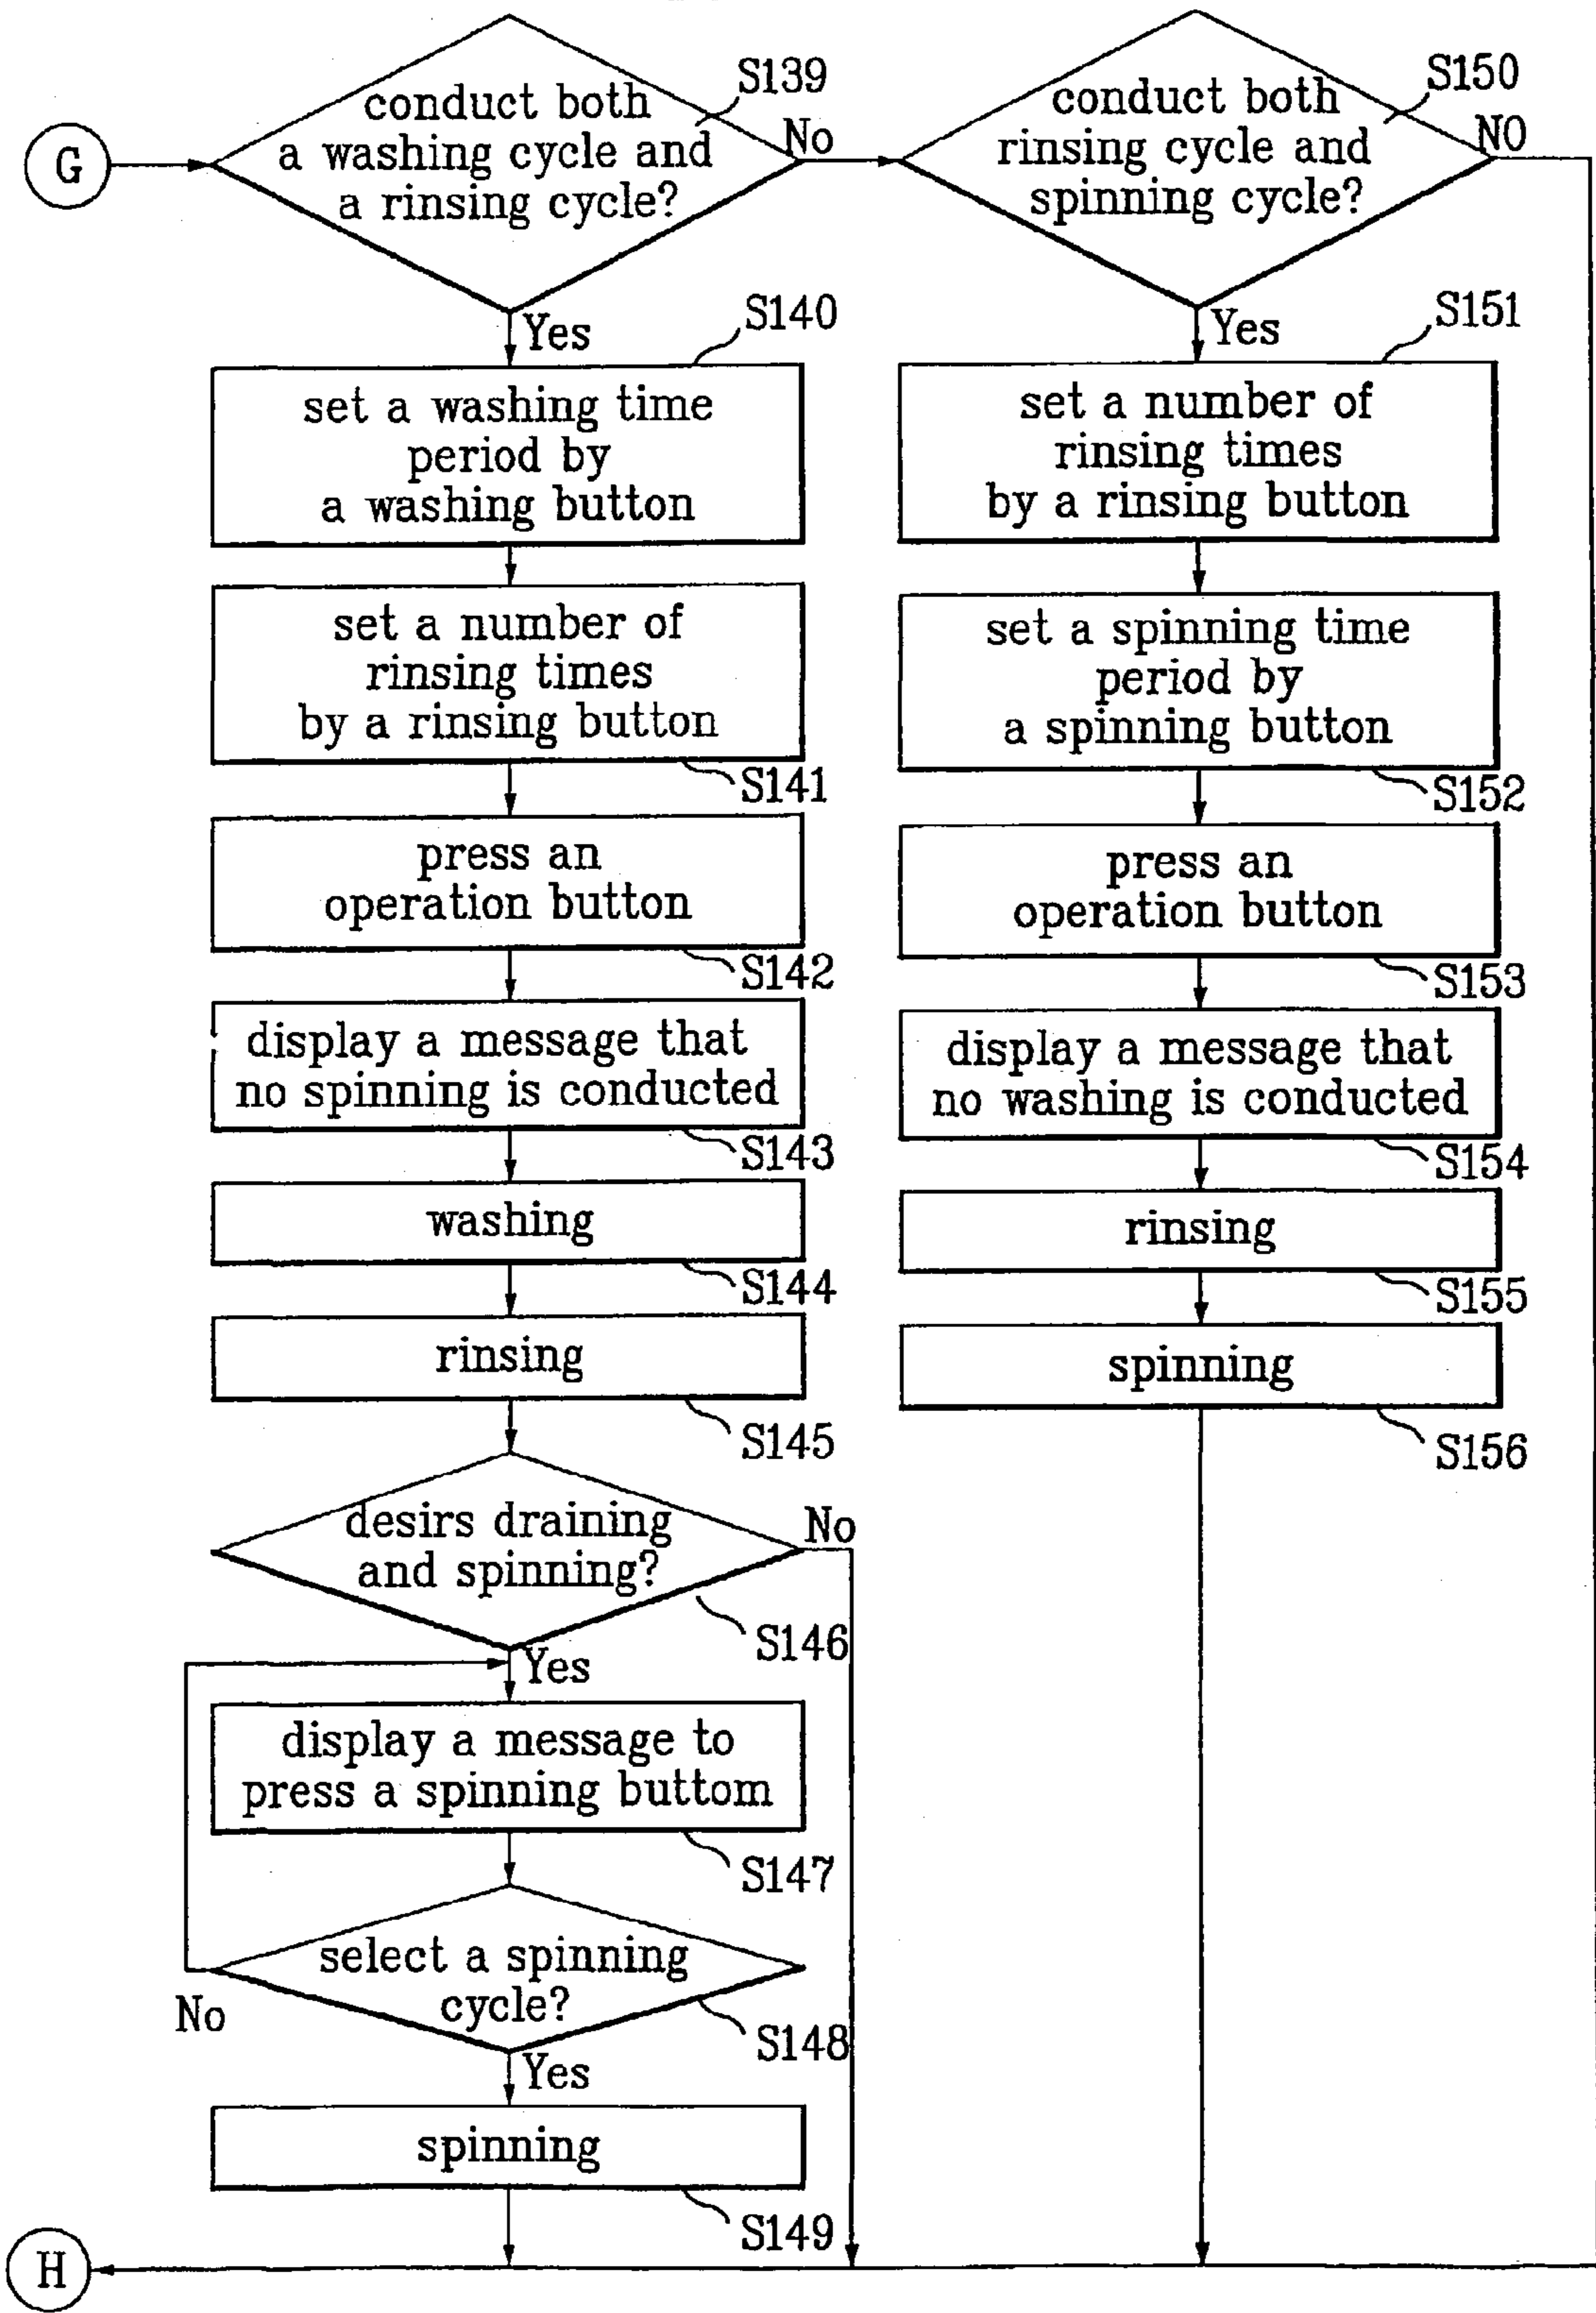 G
conduct both
a washing cycle and
a rinsing cycle?
S139
No
Yes
S140
set a washing time
period by
a washing button
set a number of
rinsing times
by a rinsing button
S141
press an
operation button
S142
display a message that
no spinning is conducted
S143
washing
S144
rinsing
S145
desirs draining
and spinning?
No
S146
Yes
display a message to
press a spinning buttom
S147
select a spinning
cycle?
No
S148
Yes
spinning
S149
H
conduct both
rinsing cycle and
spinning cycle?
S150
NO
Yes
S151
set a number of
rinsing times
by a rinsing button
set a spinning time
period by
a spinning button
S152
press an
operation button
S153
display a message that
no washing is conducted
S154
rinsing
S155
spinning
S156